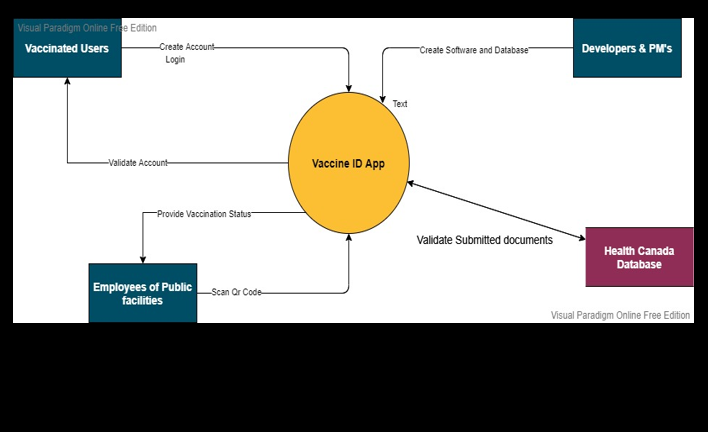 Visual Paradigm Online Free Edition
Vaccinated Users
Create Account
Login
Create Software and Database
Developers & PM's
Text
Vaccine ID App
Validate Account
Provide Vaccination Status
Validate Submitted documents
Health Canada
Database
Employees of Public
facilities
Scan Qr Code
Visual Paradigm Online Free Edition